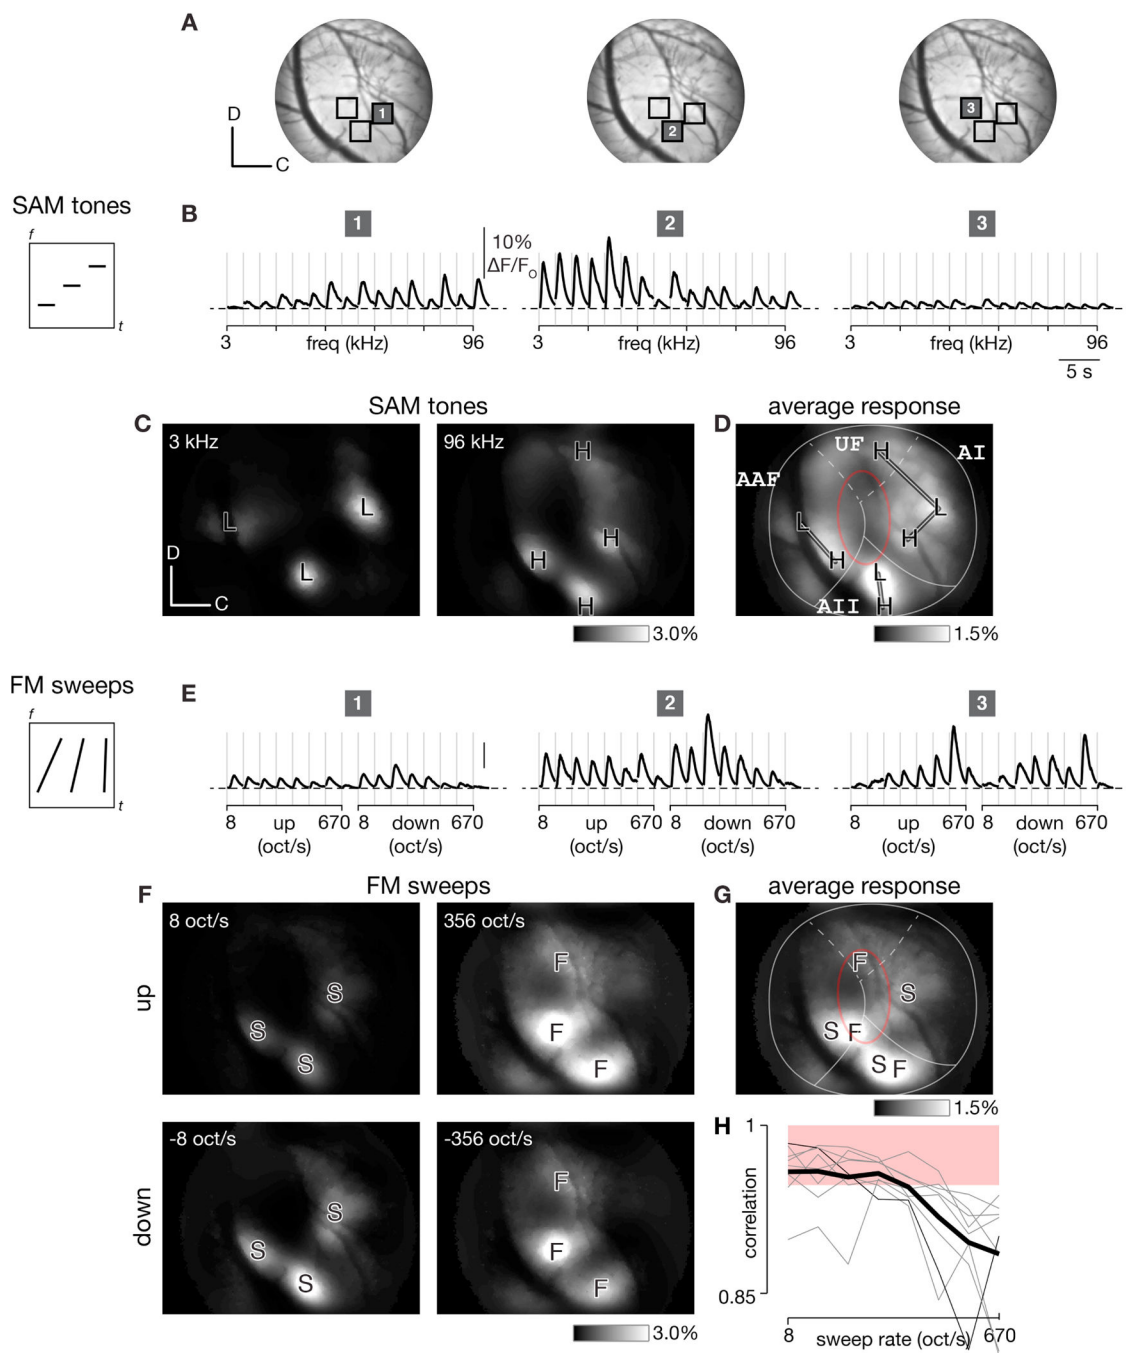 A
1
2
3
D
C
SAM tones
f
t
B
1
2
3
10%
ΔF/F₀
3
freq (kHz)
96
3
freq (kHz)
96
3
freq (kHz)
96
5 s
C
SAM tones
D
average response
3 kHz
L
L
L
D
C
96 kHz
H
H
H
H
UF
AI
AAF
AII
H
L
H
L
H
L
H
3.0%
1.5%
FM sweeps
f
t
E
1
2
3
8 up 670 8 down 670
(oct/s) (oct/s)
8 up 670 8 down 670
(oct/s) (oct/s)
8 up 670 8 down 670
(oct/s) (oct/s)
F
FM sweeps
G
average response
up
8 oct/s
S
S
S
356 oct/s
F
F
F
F
S
S F
S F
1.5%
down
-8 oct/s
S
S
S
-356 oct/s
F
F
F
3.0%
H
1
correlation
0.85
8
sweep rate (oct/s)
670